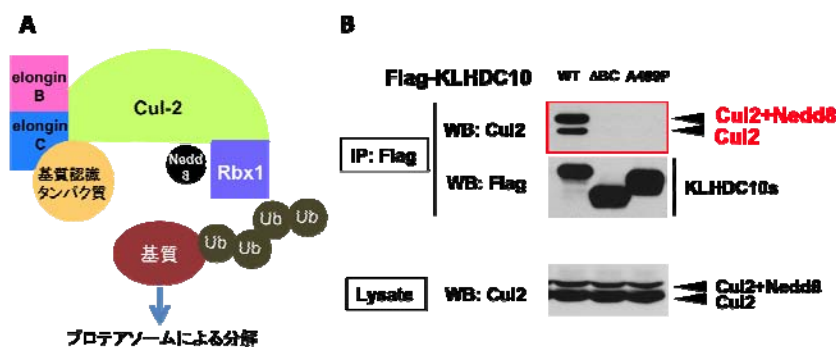 A
elongin
B
elongin
C
Cul-2
基質認識
タンパク質
Nedd
8
Rbx1
基質
Ub
Ub
Ub
Ub
プロテアソームによる分解
B
Flag-KLHDC10
WT ΔBC A469P
IP: Flag
WB: Cul2
Cul2+Nedd8
Cul2
WB: Flag
KLHDC10s
Lysate
WB: Cul2
Cul2+Nedd8
Cul2